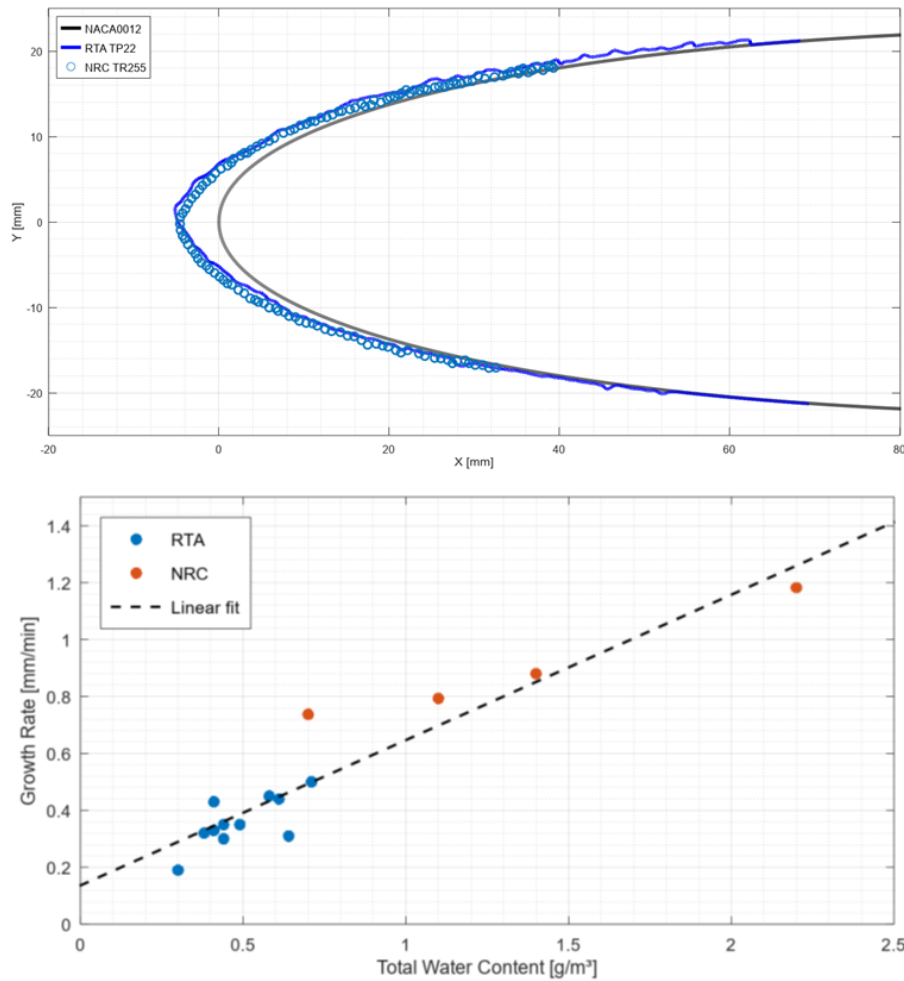 NACA0012
RTA TP22
NRC TR255
20
10
0
-10
-20
Y [mm]
-20 0 20 40 60 80
X [mm]
RTA
NRC
Linear fit
1.4
1.2
1
0.8
0.6
0.4
0.2
0
Growth Rate [mm/min]
0 0.5 1 1.5 2 2.5
Total Water Content [g/m³]